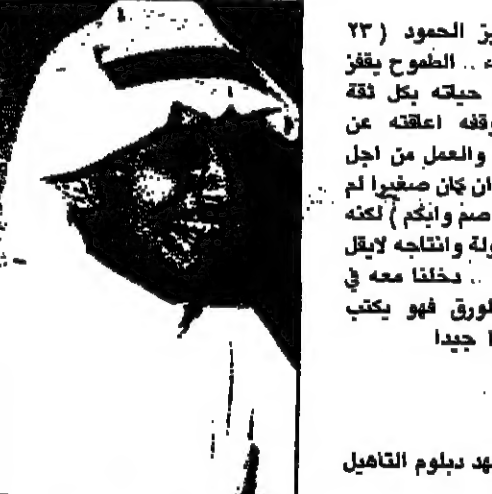 يز الحمود ( ٢٣
ء .. الطموح يقفز
حياته بكل ثقة
وقفه اعاقته عن
والعمل من اجل
ان كان صغيرا لم
صم وابكم ) لكنه
ولة وانتاجه لايقل
.. دخلنا معه في
لورق فهو يكتب
ا جيدا
هد دبلوم التاهيل